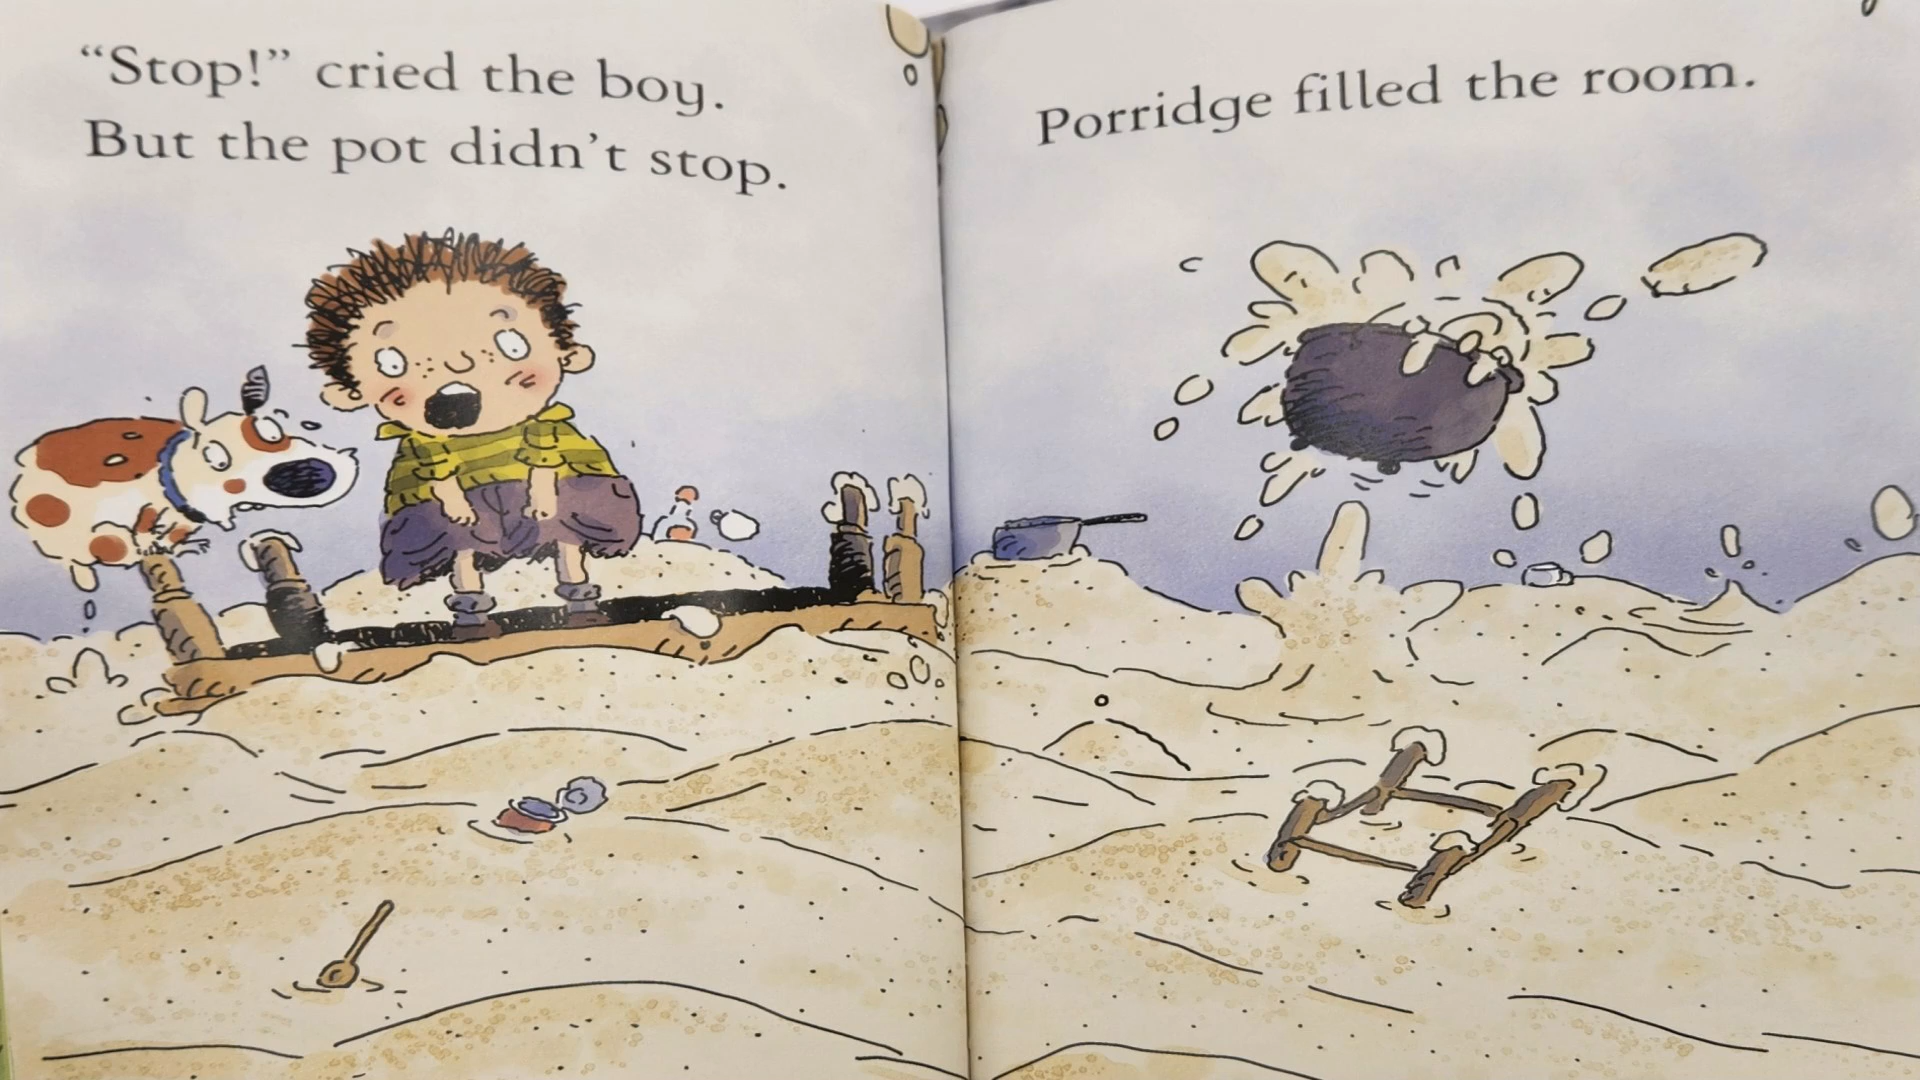 “Stop!” cried the boy.
But the pot didn’t stop.
Porridge filled the room.